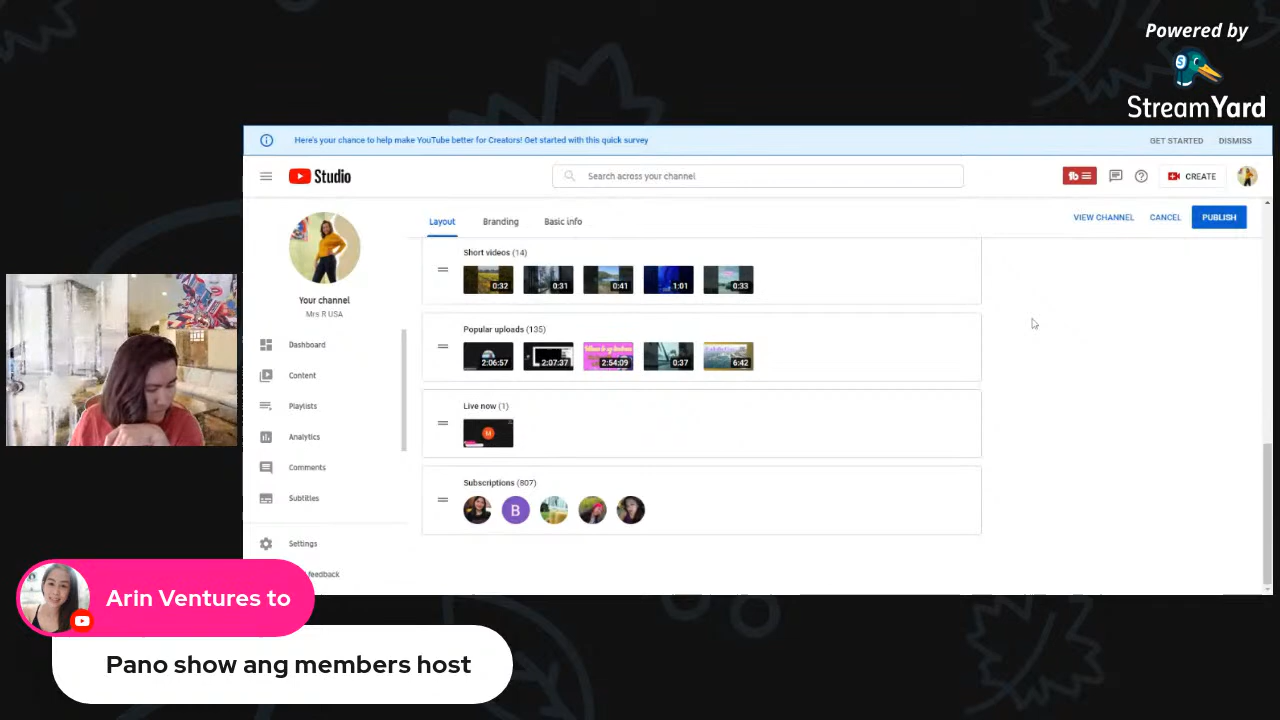 Powered by
StreamYard
Here's your chance to help make YouTube better for Creators! Get started with this quick survey
GET STARTED
DISMISS
Studio
Search across your channel
CREATE
Layout
Branding
Basic info
VIEW CHANNEL
CANCEL
PUBLISH
Your channel
Mrs R USA
Dashboard
Content
Playlists
Analytics
Comments
Subtitles
Settings
feedback
Short videos (14)
0:32
0:31
0:41
1:01
0:33
Popular uploads (135)
2:06:57
2:07:37
2:54:09
0:37
6:42
Live now (1)
Subscriptions (807)
B
Arin Ventures to
Pano show ang members host